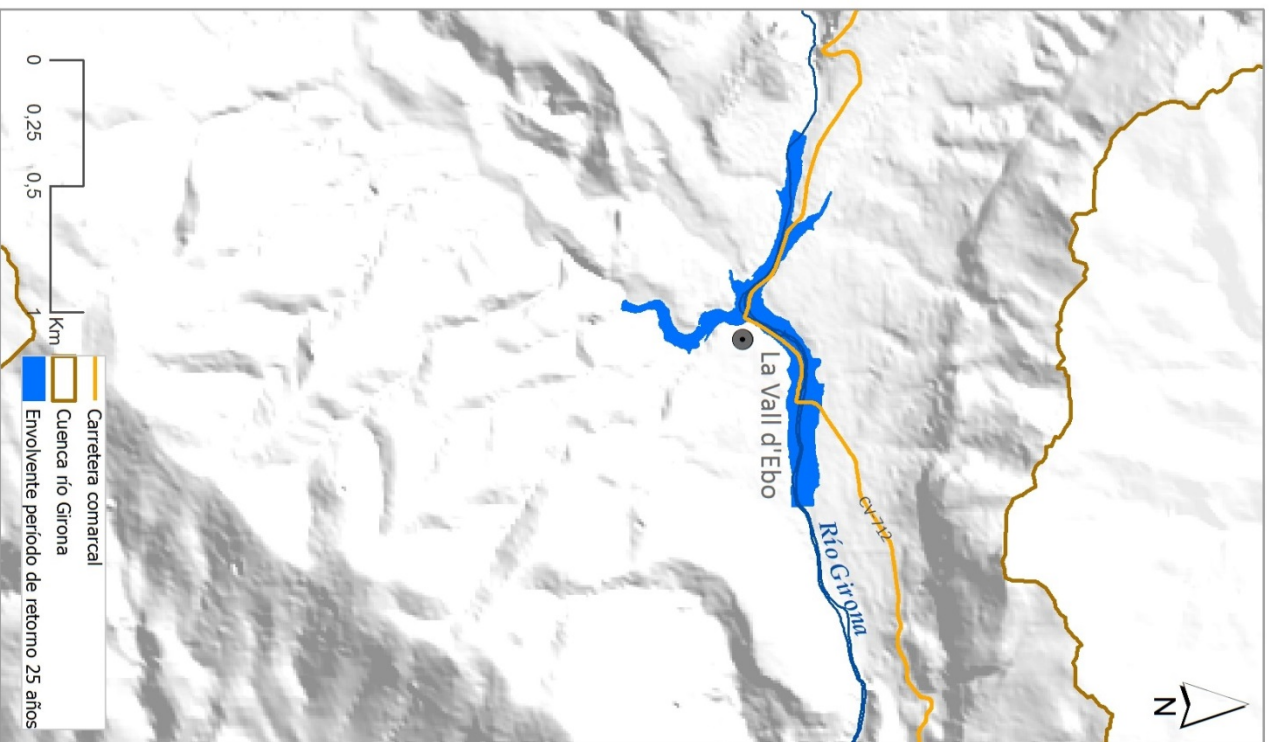 La Vall d'Ebo
Río Girona
CV-712
N
0 0,25 0,5 1
Km
Carretera comarcal
Cuenca río Girona
Envolvente período de retorno 25 años